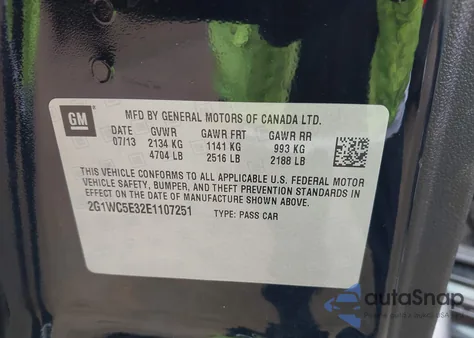 GM
MFD BY GENERAL MOTORS OF CANADA LTD.
DATE GVWR GAWR FRT GAWR RR
07/13 2134 KG 1141 KG 993 KG
4704 LB 2516 LB 2188 LB
THIS VEHICLE CONFORMS TO ALL APPLICABLE U.S. FEDERAL MOTOR
VEHICLE SAFETY, BUMPER, AND THEFT PREVENTION STANDARDS IN
EFFECT ON THE DATE OF MANUFACTURE SHOWN ABOVE.
2G1WC5E32E1107251 TYPE: PASS CAR
autoSnap